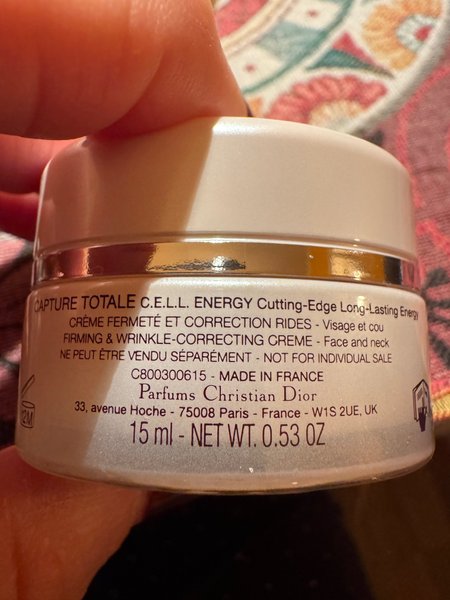 CAPTURE TOTALE C.E.L.L. ENERGY Cutting-Edge Long-Lasting Energy
CRÈME FERMETÉ ET CORRECTION RIDES - Visage et cou
FIRMING & WRINKLE-CORRECTING CREME - Face and neck
NE PEUT ÊTRE VENDU SÉPARÉMENT - NOT FOR INDIVIDUAL SALE
C800300615 - MADE IN FRANCE
Parfums Christian Dior
33, avenue Hoche - 75008 Paris - France - W1S 2UE, UK
15 ml - NET WT. 0.53 OZ